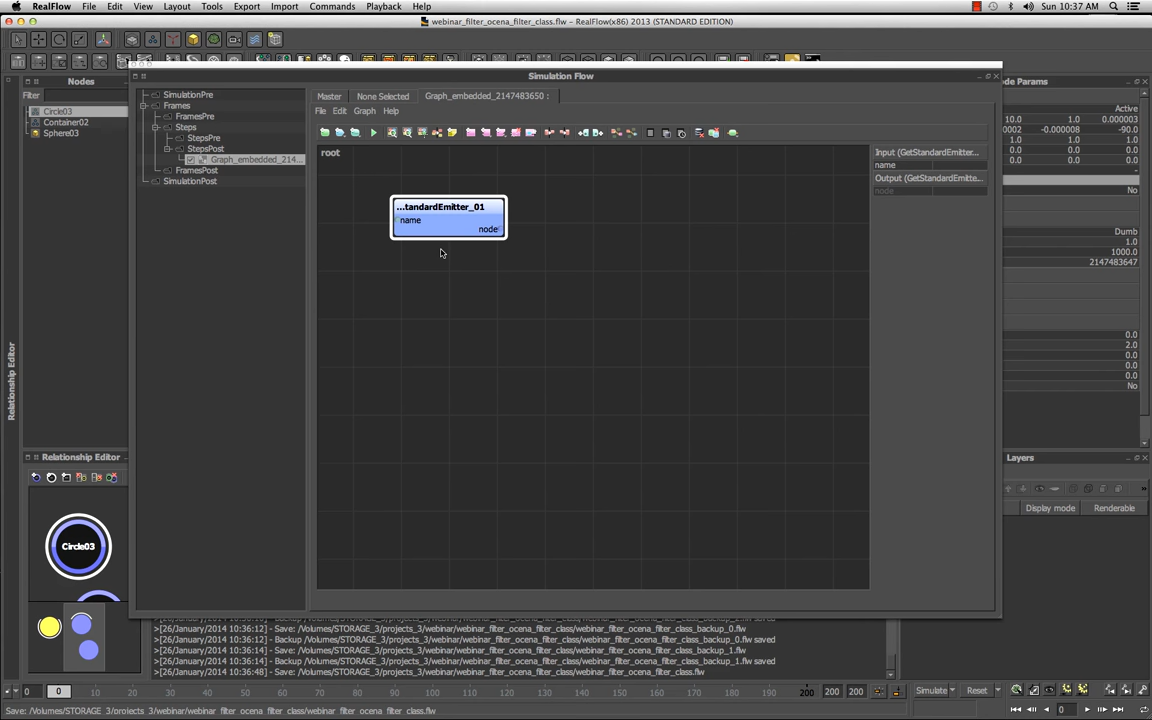 RealFlow File Edit View Layout Tools Export Import Commands Playback Help Sun 10:37 AM
webinar_filter_ocena_filter_class.flw – RealFlow(x86) 2013 (STANDARD EDITION)
Nodes
Simulation Flow
Node Params
Filter
SimulationPre
Master
None Selected
Graph_embedded_2147483650 :
Active
Circle03
Frames
File Edit Graph Help
10.0 1.0 0.000003
Container02
FramesPre
0002 -0.000008 -90.0
Sphere03
Steps
1.0 1.0
StepsPre
0.0 0.0 0.0
StepsPost
root
Input (GetStandardEmitter...
0.0 0.0 0.0
Graph_embedded_214...
name
FramesPost
Output (GetStandardEmitte...
SimulationPost
node
No
...tandardEmitter_01
name
node
Dumb
1.0
1000.0
2147483647
0.0
2.0
0.0
0.0
0.0
No
Relationship Editor
Relationship Editor
Layers
Display mode Renderable
Circle03
>[26/January/2014 10:36:12] - Save: /Volumes/STORAGE_3/projects_3/webinar/webinar_filter_ocena_filter_class/webinar_filter_ocena_filter_class_backup_0.flw
>[26/January/2014 10:36:12] - Backup /Volumes/STORAGE_3/projects_3/webinar/webinar_filter_ocena_filter_class/webinar_filter_ocena_filter_class_backup_0.flw saved
>[26/January/2014 10:36:14] - Save: /Volumes/STORAGE_3/projects_3/webinar/webinar_filter_ocena_filter_class/webinar_filter_ocena_filter_class_backup_1.flw
>[26/January/2014 10:36:14] - Backup /Volumes/STORAGE_3/projects_3/webinar/webinar_filter_ocena_filter_class/webinar_filter_ocena_filter_class_backup_1.flw saved
>[26/January/2014 10:36:48] - Save: /Volumes/STORAGE_3/projects_3/webinar/webinar_filter_ocena_filter_class/webinar_filter_ocena_filter_class.flw
0 0 10 20 30 40 50 60 70 80 90 100 110 120 130 140 150 160 170 180 190 200 200 200 Simulate Reset
0
Save: /Volumes/STORAGE_3/projects_3/webinar/webinar_filter_ocena_filter_class/webinar_filter_ocena_filter_class.flw